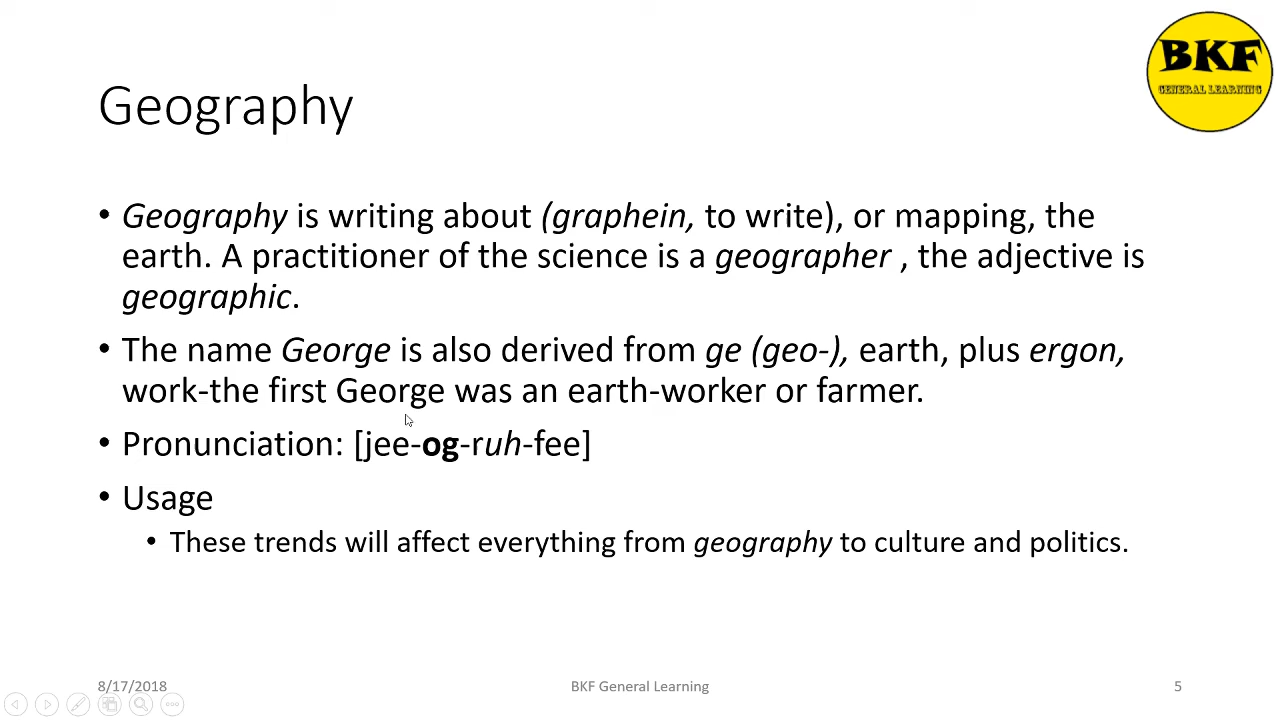 BKF
GENERAL LEARNING
Geography
• Geography is writing about (graphein, to write), or mapping, the
earth. A practitioner of the science is a geographer , the adjective is
geographic.
• The name George is also derived from ge (geo-), earth, plus ergon,
work-the first George was an earth-worker or farmer.
• Pronunciation: [jee-og-ruh-fee]
• Usage
• These trends will affect everything from geography to culture and politics.
8/17/2018
BKF General Learning
5